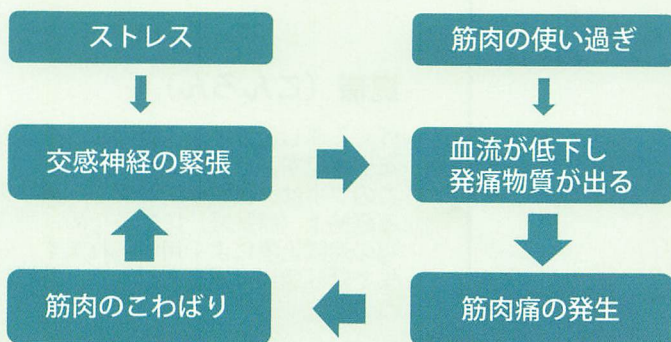 ストレス
筋肉の使い過ぎ
交感神経の緊張
血流が低下し
発痛物質が出る
筋肉のこわばり
筋肉痛の発生